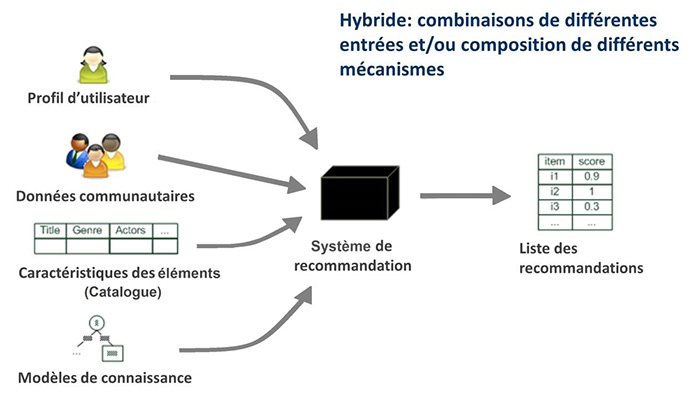 Hybride: combinaisons de différentes
entrées et/ou composition de différents
mécanismes
Profil d'utilisateur
Données communautaires
Title Genre Actors ...
Caractéristiques des éléments
(Catalogue)
...
Modèles de connaissance
Système de
recommandation
item score
i1 0.9
i2 1
i3 0.3
... ...
Liste des
recommandations